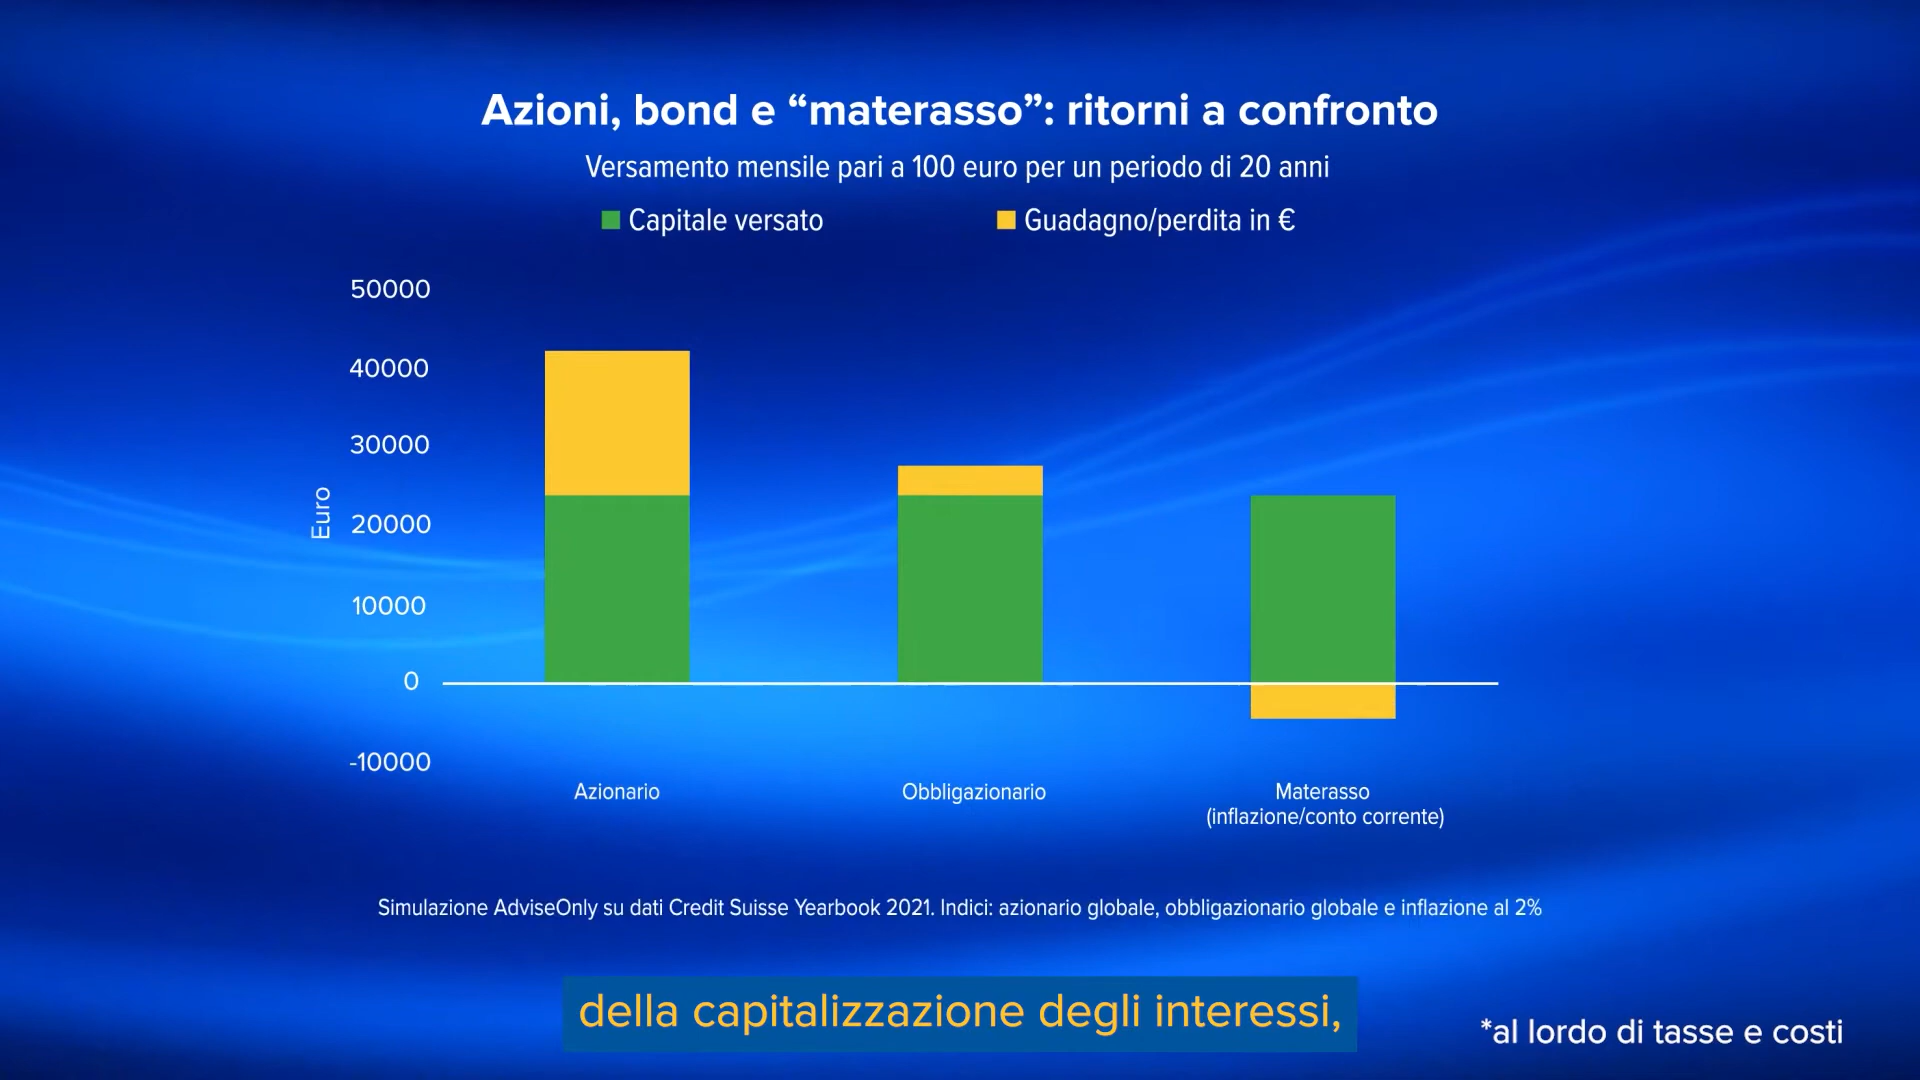 Azioni, bond e “materasso”: ritorni a confronto
Versamento mensile pari a 100 euro per un periodo di 20 anni
Capitale versato
Guadagno/perdita in €
50000
40000
30000
20000
10000
0
-10000
Euro
Azionario
Obbligazionario
Materasso
(inflazione/conto corrente)
Simulazione AdviseOnly su dati Credit Suisse Yearbook 2021. Indici: azionario globale, obbligazionario globale e inflazione al 2%
della capitalizzazione degli interessi,
*al lordo di tasse e costi